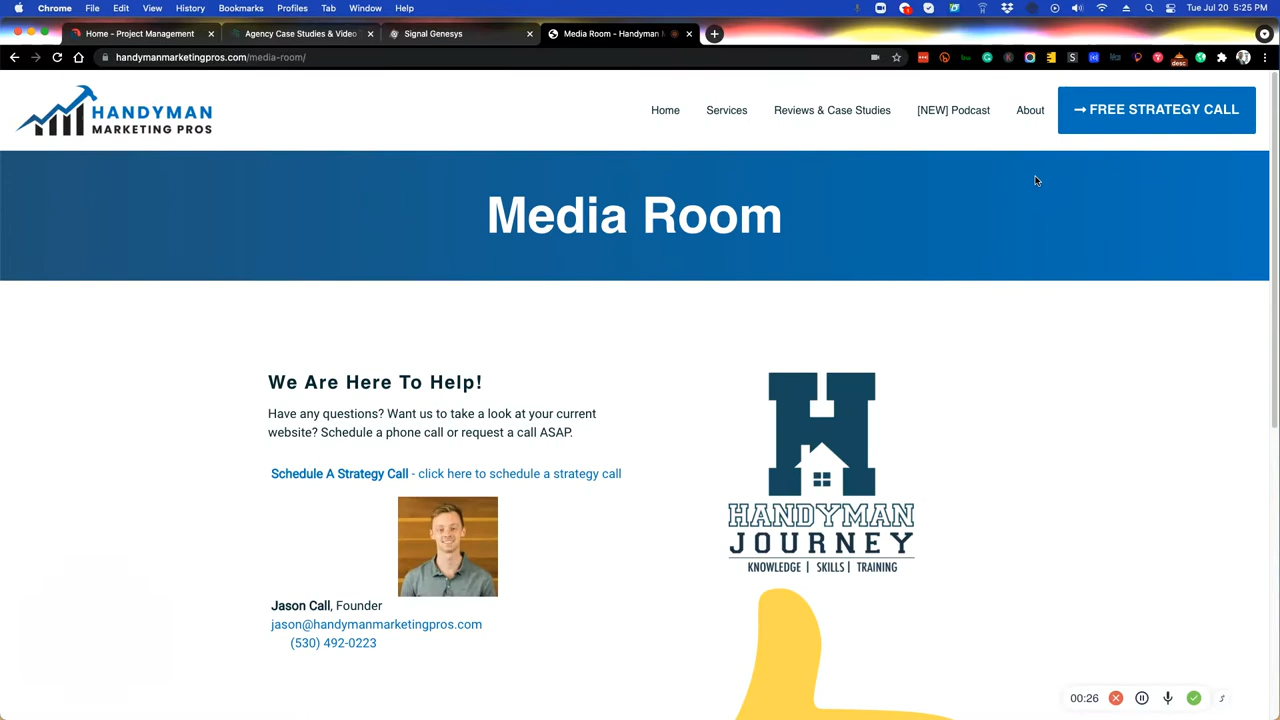 Chrome File Edit View History Bookmarks Profiles Tab Window Help Tue Jul 20 5:25 PM
Home - Project Management Agency Case Studies & Video Signal Genesys Media Room - Handyman
handymanmarketingpros.com/media-room/
desc
HANDYMAN
MARKETING PROS
Home Services Reviews & Case Studies [NEW] Podcast About → FREE STRATEGY CALL
Media Room
We Are Here To Help!
Have any questions? Want us to take a look at your current
website? Schedule a phone call or request a call ASAP.
Schedule A Strategy Call - click here to schedule a strategy call
Jason Call, Founder
jason@handymanmarketingpros.com
(530) 492-0223
H
HANDYMAN
JOURNEY
KNOWLEDGE | SKILLS | TRAINING
00:26